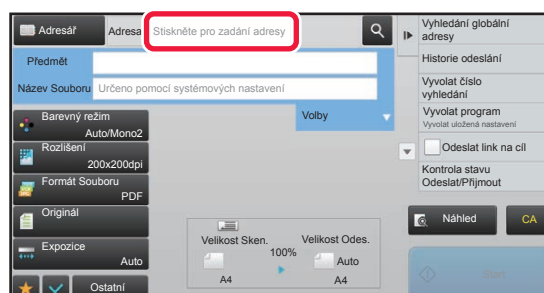 Adresář
Adresa
Stiskněte pro zadání adresy
Předmět
Název Souboru
Určeno pomocí systémových nastavení
Barevný režim
Auto/Mono2
Volby
Rozlišení
200x200dpi
Formát Souboru
PDF
Originál
Expozice
Auto
Ostatní
Velikost Sken.
100%
Velikost Odes.
A4
Auto
A4
Vyhledání globální
adresy
Historie odeslání
Vyvolat číslo
vyhledání
Vyvolat program
Vyvolat uložená nastavení
Odeslat link na cíl
Kontrola stavu
Odeslat/Přijmout
Náhled
CA
Start